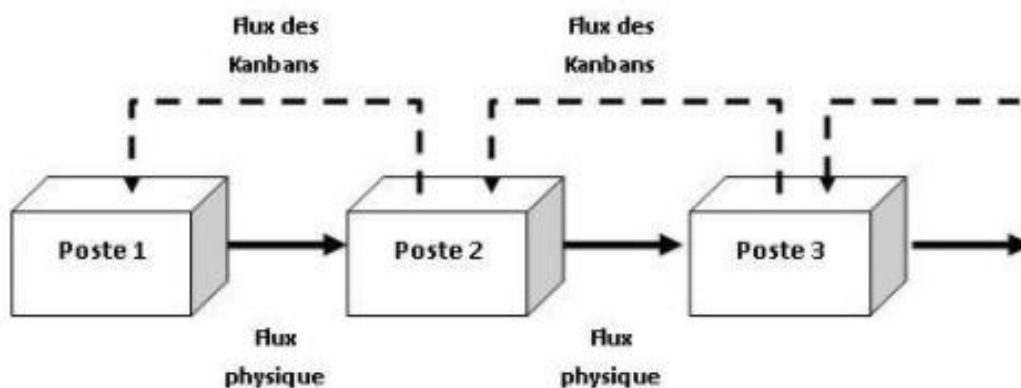 Flux des
Kanbans
Flux des
Kanbans
Poste 1
Poste 2
Poste 3
Flux
physique
Flux
physique